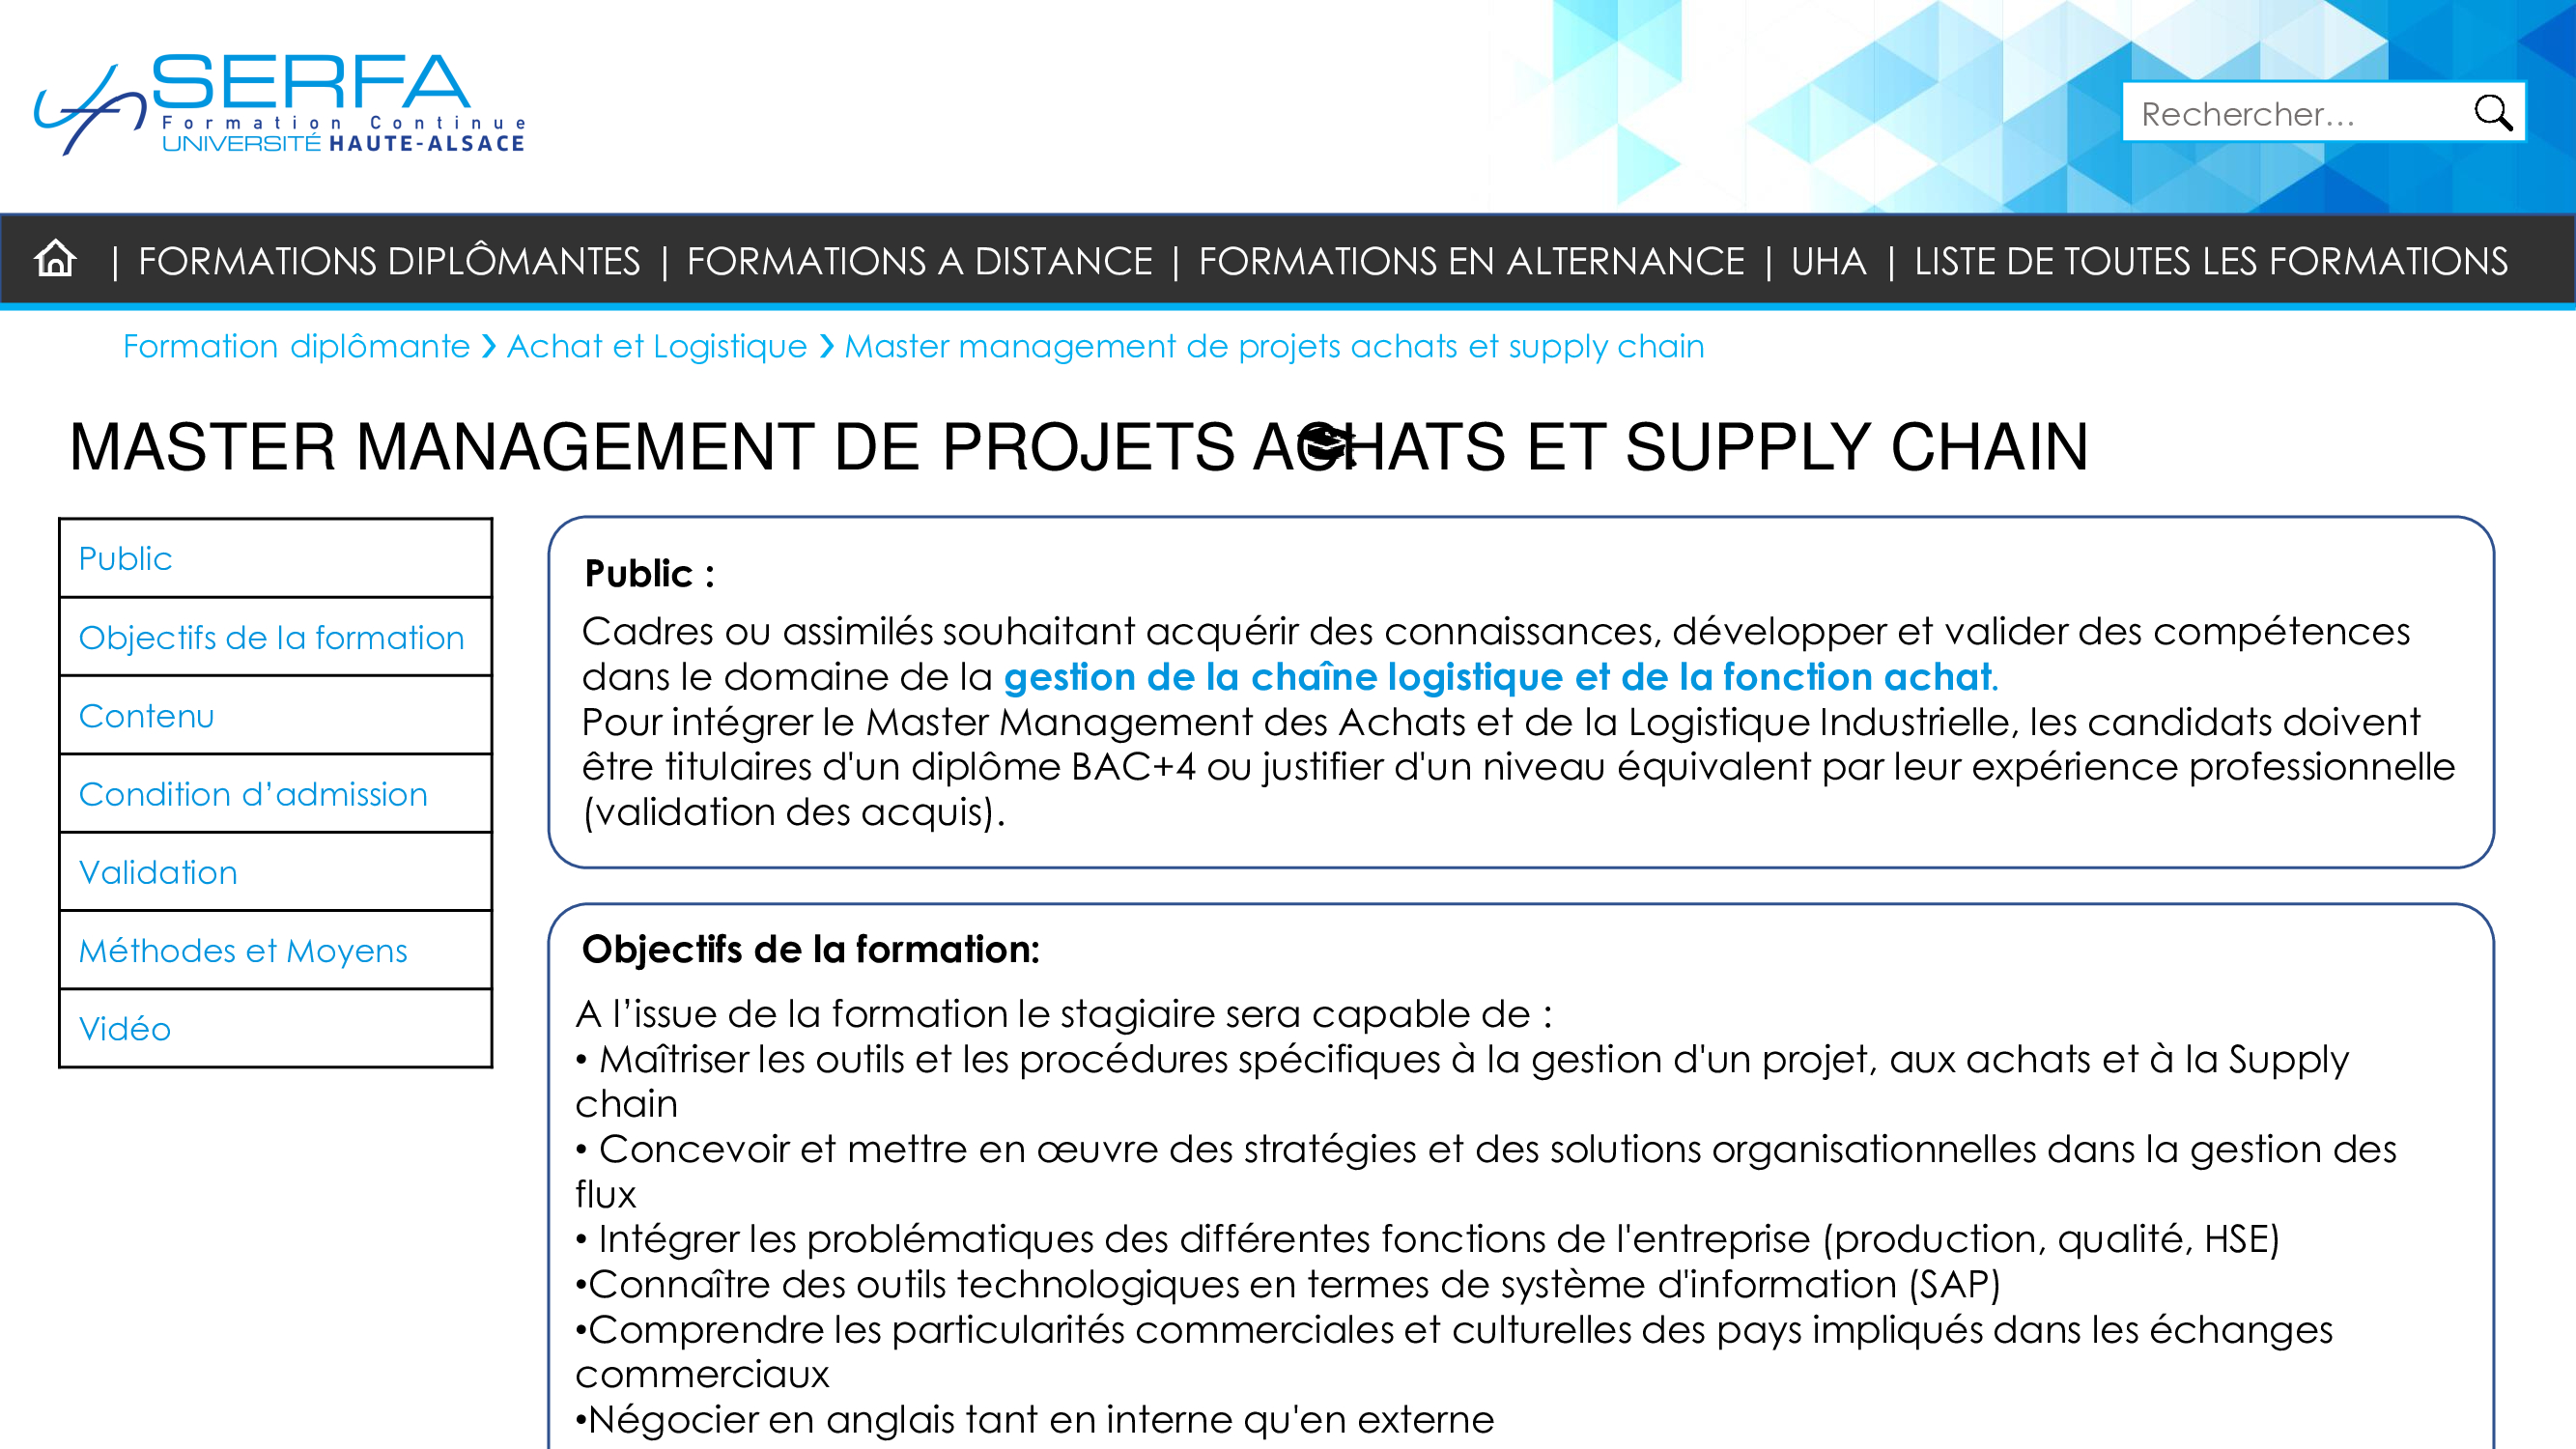 SERFA
Formation Continue
UNIVERSITÉ HAUTE-ALSACE
Rechercher...
| FORMATIONS DIPLÔMANTES | FORMATIONS A DISTANCE | FORMATIONS EN ALTERNANCE | UHA | LISTE DE TOUTES LES FORMATIONS
Formation diplômante › Achat et Logistique › Master management de projets achats et supply chain
MASTER MANAGEMENT DE PROJETS ACHATS ET SUPPLY CHAIN
Public
Objectifs de la formation
Contenu
Condition d’admission
Validation
Méthodes et Moyens
Vidéo
Public :
Cadres ou assimilés souhaitant acquérir des connaissances, développer et valider des compétences
dans le domaine de la gestion de la chaîne logistique et de la fonction achat.
Pour intégrer le Master Management des Achats et de la Logistique Industrielle, les candidats doivent
être titulaires d'un diplôme BAC+4 ou justifier d'un niveau équivalent par leur expérience professionnelle
(validation des acquis).
Objectifs de la formation:
A l’issue de la formation le stagiaire sera capable de :
• Maîtriser les outils et les procédures spécifiques à la gestion d'un projet, aux achats et à la Supply
chain
• Concevoir et mettre en œuvre des stratégies et des solutions organisationnelles dans la gestion des
flux
• Intégrer les problématiques des différentes fonctions de l'entreprise (production, qualité, HSE)
•Connaître des outils technologiques en termes de système d'information (SAP)
•Comprendre les particularités commerciales et culturelles des pays impliqués dans les échanges
commerciaux
•Négocier en anglais tant en interne qu'en externe